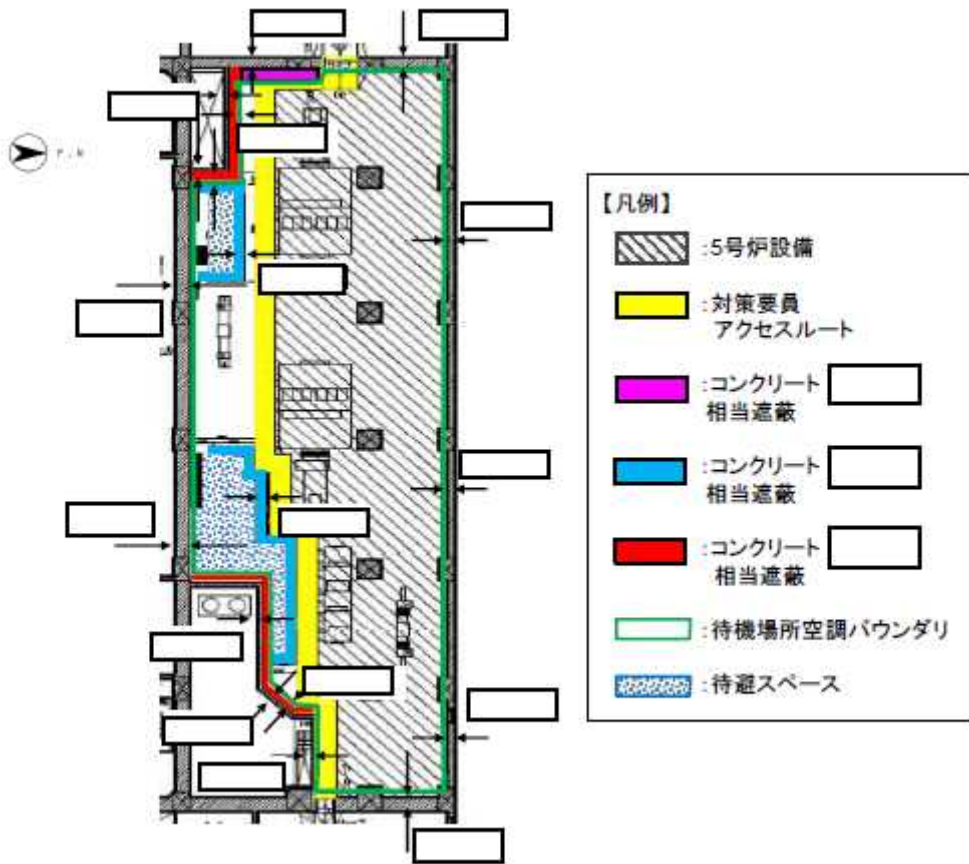 【凡例】
:5号炉設備
:対策要員
アクセスルート
:コンクリート
相当遮蔽
:コンクリート
相当遮蔽
:コンクリート
相当遮蔽
:待機場所空調バウンダリ
:待避スペース